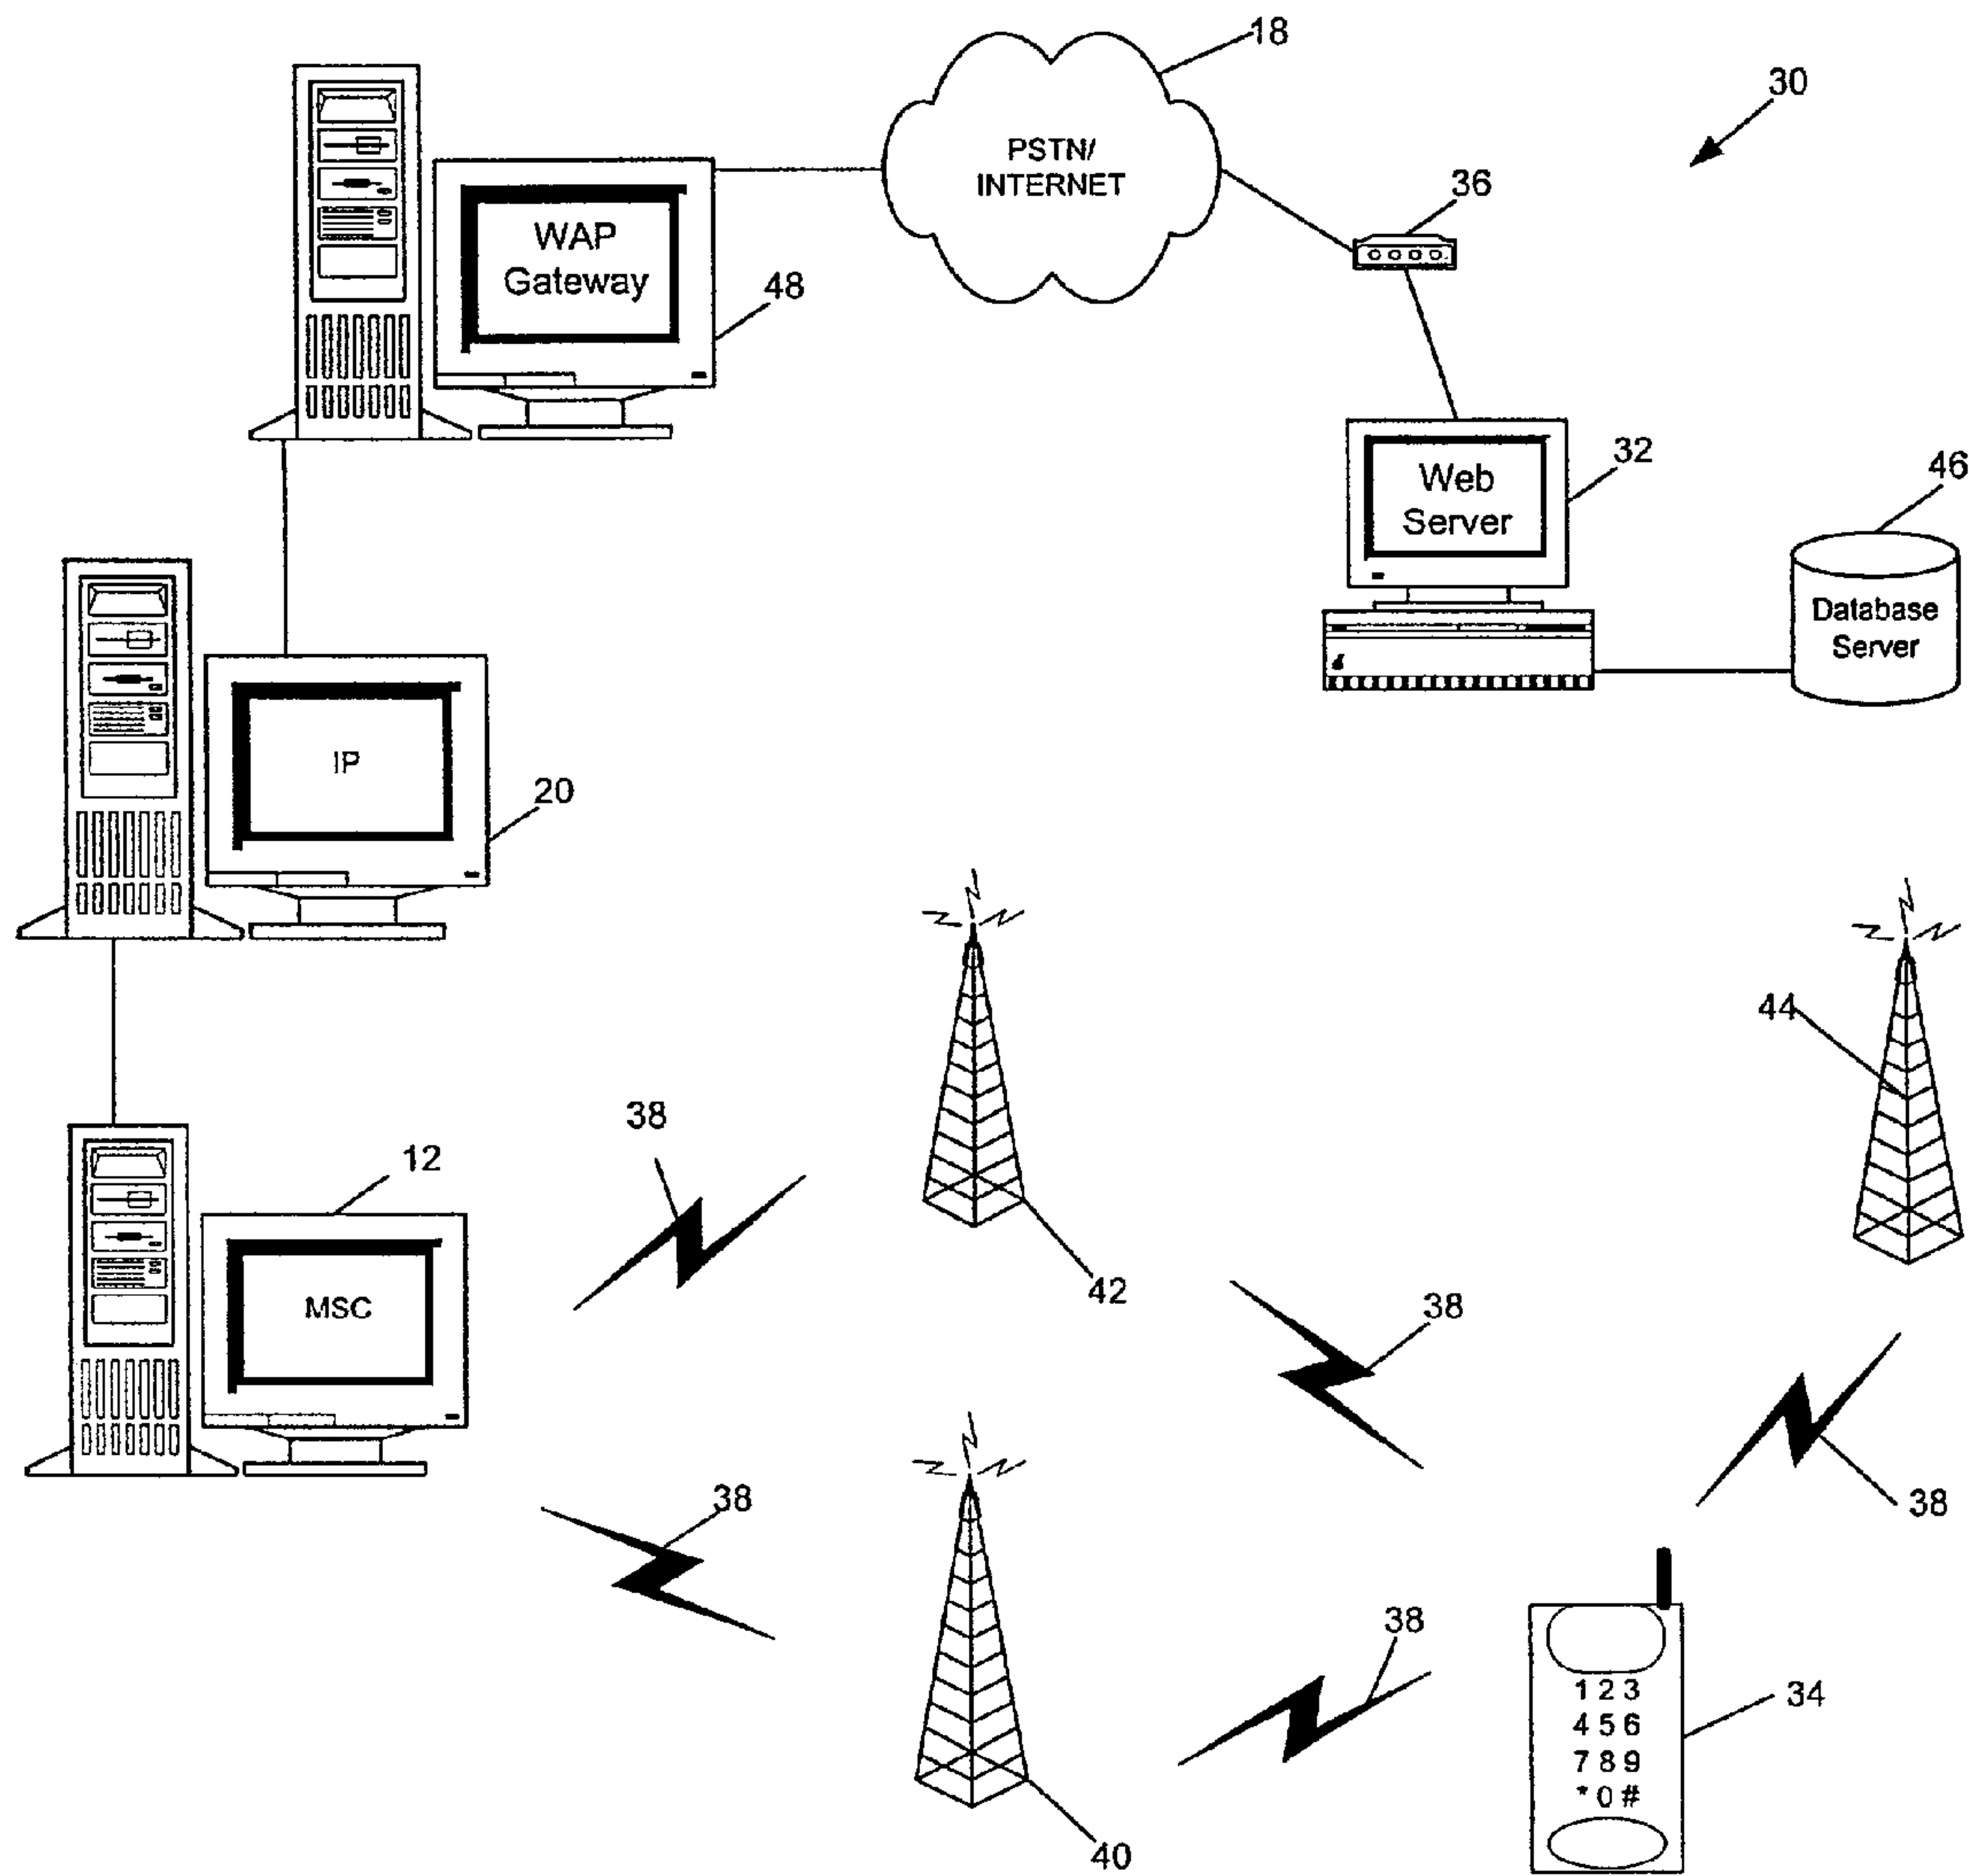 18
30
PSTN/
INTERNET
36
WAP
Gateway
48
Web
Server
32
46
Database
Server
IP
20
44
38
12
42
MSC
38
38
38
38
1 2 3
4 5 6
7 8 9
* 0 #
34
40